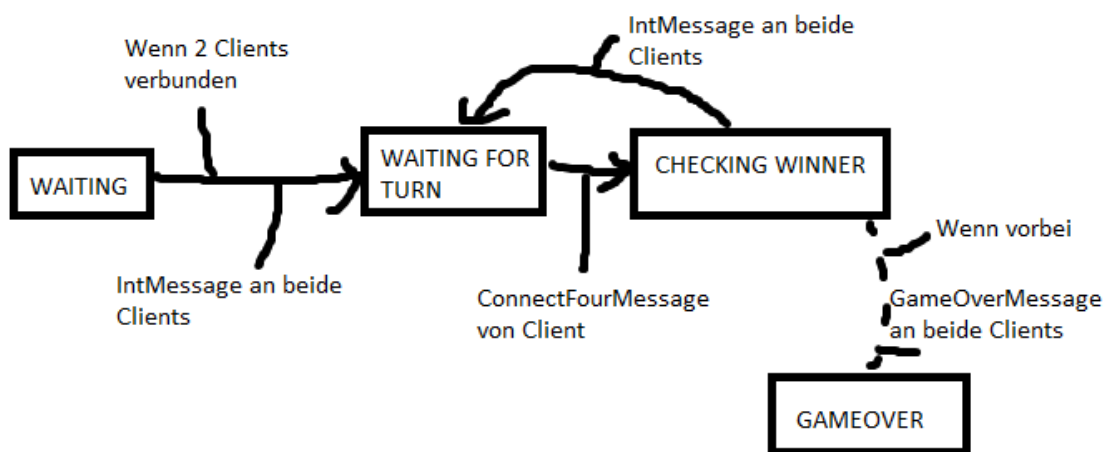 Wenn 2 Clients
verbunden
IntMessage an beide
Clients
WAITING
WAITING FOR
TURN
CHECKING WINNER
IntMessage an beide
Clients
ConnectFourMessage
von Client
Wenn vorbei
GameOverMessage
an beide Clients
GAMEOVER